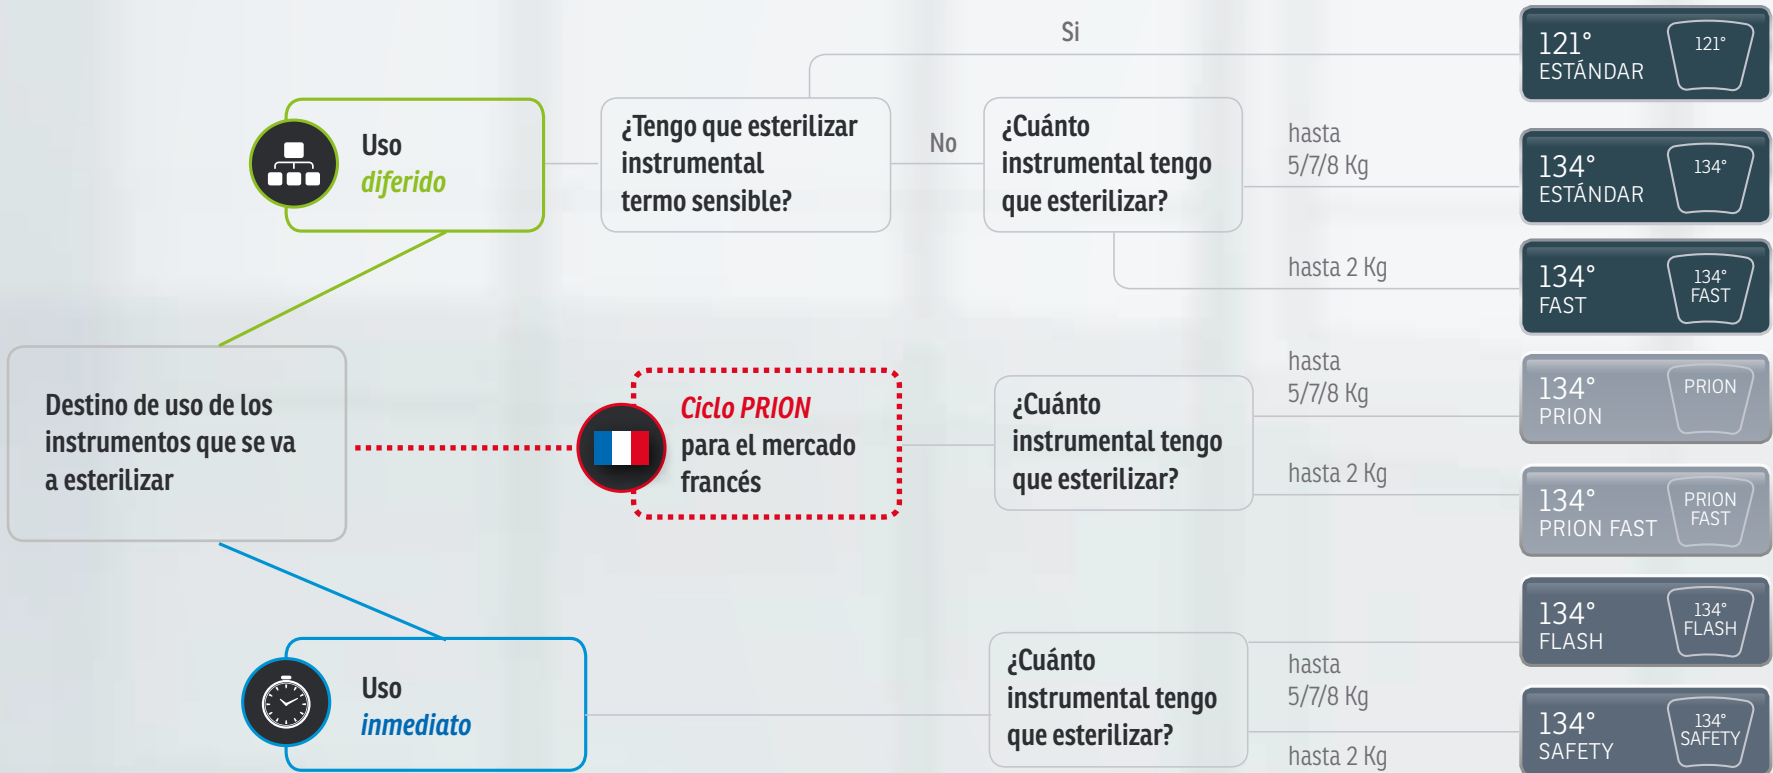 Si
121°
ESTÁNDAR
121°
Uso
diferido
¿Tengo que esterilizar
instrumental
termo sensible?
No
¿Cuánto
instrumental tengo
que esterilizar?
hasta
5/7/8 Kg
134°
ESTÁNDAR
134°
hasta 2 Kg
134°
FAST
134°
FAST
Destino de uso de los
instrumentos que se va
a esterilizar
Ciclo PRION
para el mercado
francés
¿Cuánto
instrumental tengo
que esterilizar?
hasta
5/7/8 Kg
134°
PRION
PRION
hasta 2 Kg
134°
PRION FAST
PRION
FAST
Uso
inmediato
¿Cuánto
instrumental tengo
que esterilizar?
hasta
5/7/8 Kg
134°
FLASH
134°
FLASH
hasta 2 Kg
134°
SAFETY
134°
SAFETY